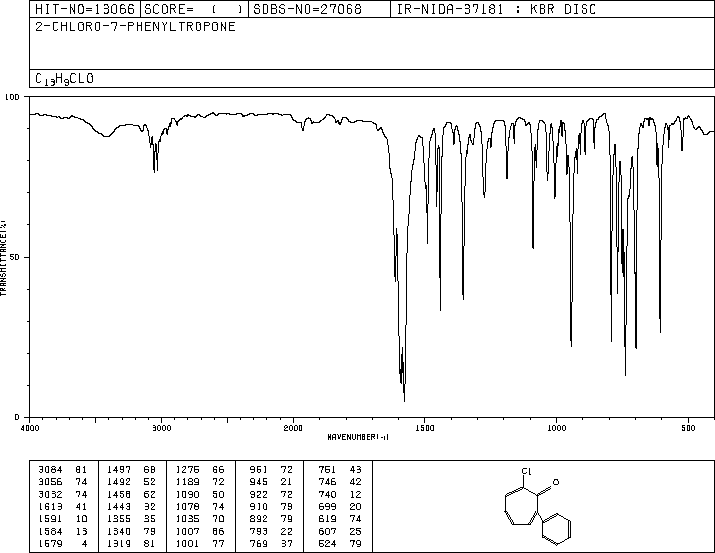 HIT-NO=13066 SCORE= ( ) SDBS-NO=27068 IR-NIDA-37181 : KBR DISC
2-CHLORO-7-PHENYLTROPONE
C13H9CLO
100
50
0
TRANSMITTANCE(%)
4000 3000 2000 1500 1000 500
WAVENUMBER(-1)
3084 81 1497 68 1276 66 961 72 751 43
3056 74 1492 52 1189 72 945 21 746 42
3032 74 1458 62 1090 50 922 72 740 12
1613 41 1443 32 1078 74 910 79 699 20
1591 10 1355 35 1035 70 892 79 619 74
1584 13 1340 79 1007 86 793 22 607 25
1579 4 1319 81 1001 77 769 37 524 79
Cl
O